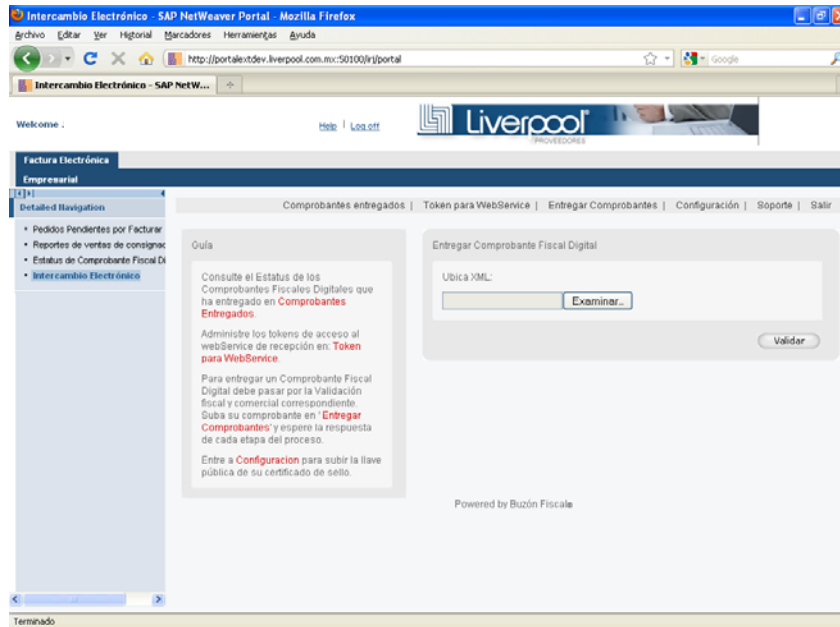 Intercambio Electrónico - SAP NetWeaver Portal - Mozilla Firefox
Archivo Editar Ver Historial Marcadores Herramientas Ayuda
http://portalextdev.liverpool.com.mx:50100/irj/portal
Google
Intercambio Electrónico - SAP NetW...
Welcome .
Help | Log off
Liverpool
PROVEEDORES
Factura Electrónica
Empresarial
Detailed Navigation
Comprobantes entregados | Token para WebService | Entregar Comprobantes | Configuración | Soporte | Salir
• Pedidos Pendientes por Facturar
• Reportes de ventas de consignac
• Estatus de Comprobante Fiscal Di
• Intercambio Electrónico
Guía
Consulte el Estatus de los
Comprobantes Fiscales Digitales que
ha entregado en Comprobantes
Entregados.
Administre los tokens de acceso al
webService de recepción en: Token
para WebService.
Para entregar un Comprobante Fiscal
Digital debe pasar por la Validación
fiscal y comercial correspondiente.
Suba su comprobante en 'Entregar
Comprobantes' y espere la respuesta
de cada etapa del proceso.
Entre a Configuracion para subir la llave
pública de su certificado de sello.
Entregar Comprobante Fiscal Digital
Ubica XML:
Examinar...
Validar
Powered by Buzón Fiscal®
Terminado